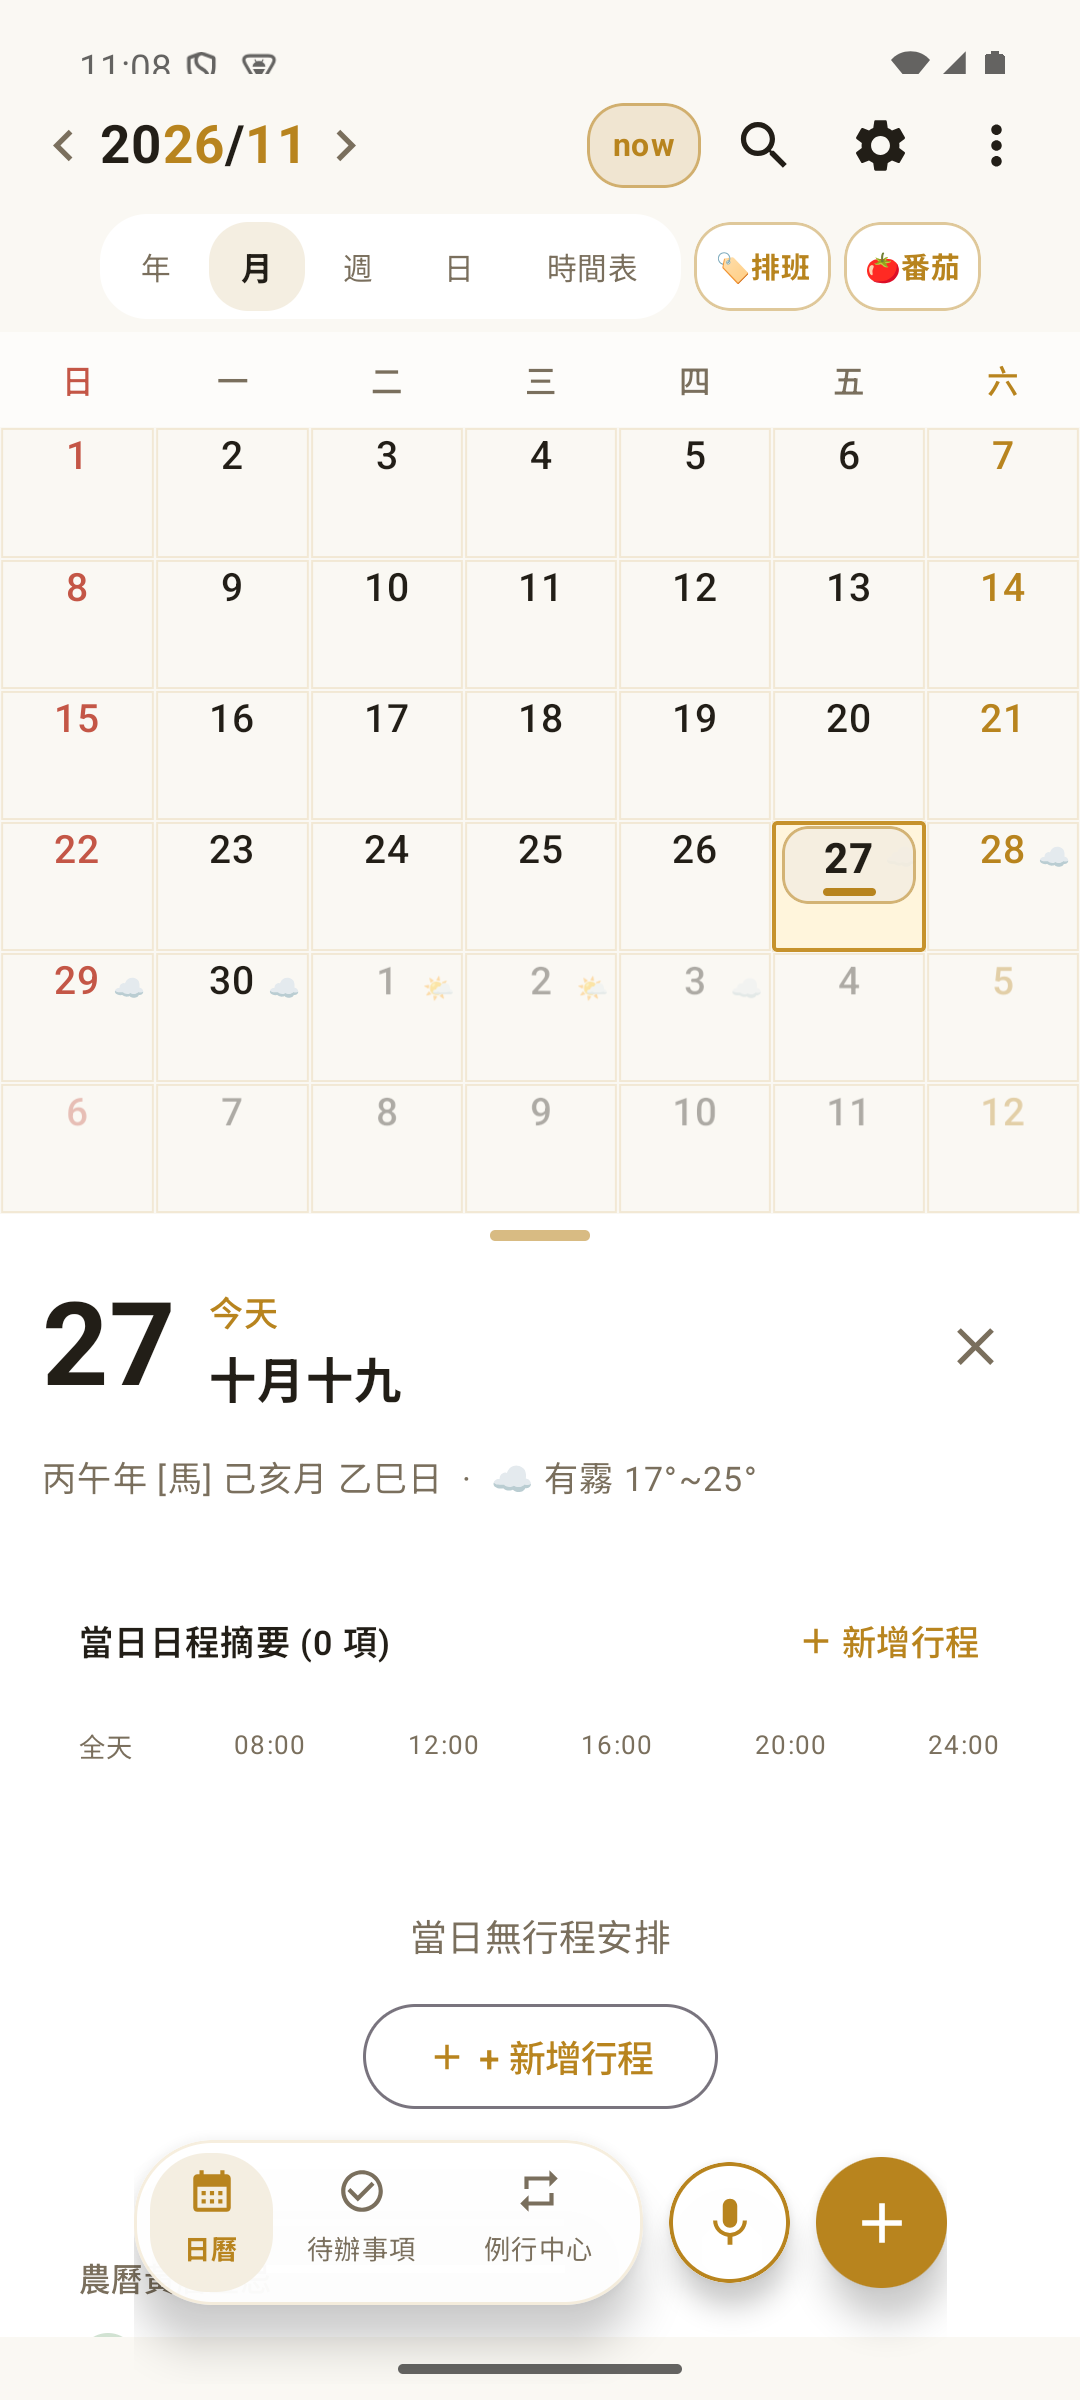 11:08
2026/11
now
年 月 週 日 時間表 排班 番茄
日 一 二 三 四 五 六
1 2 3 4 5 6 7
8 9 10 11 12 13 14
15 16 17 18 19 20 21
22 23 24 25 26 27 28
29 30 1 2 3 4 5
6 7 8 9 10 11 12
27
今天
十月十九
丙午年 [馬] 己亥月 乙巳日 · 有霧 17°~25°
當日日程摘要 (0 項)
+ 新增行程
全天 08:00 12:00 16:00 20:00 24:00
當日無行程安排
+ + 新增行程
日曆 待辦事項 例行中心
農曆